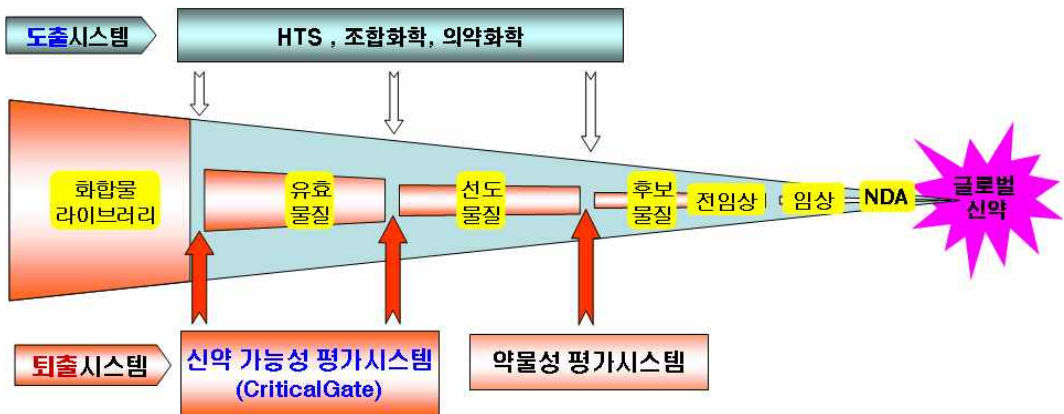 도출시스템
HTS , 조합화학, 의약화학
화합물
라이브러리
유효
물질
선도
물질
후보
물질
전임상
임상
NDA
글로벌
신약
퇴출시스템
신약 가능성 평가시스템
(CriticalGate)
약물성 평가시스템